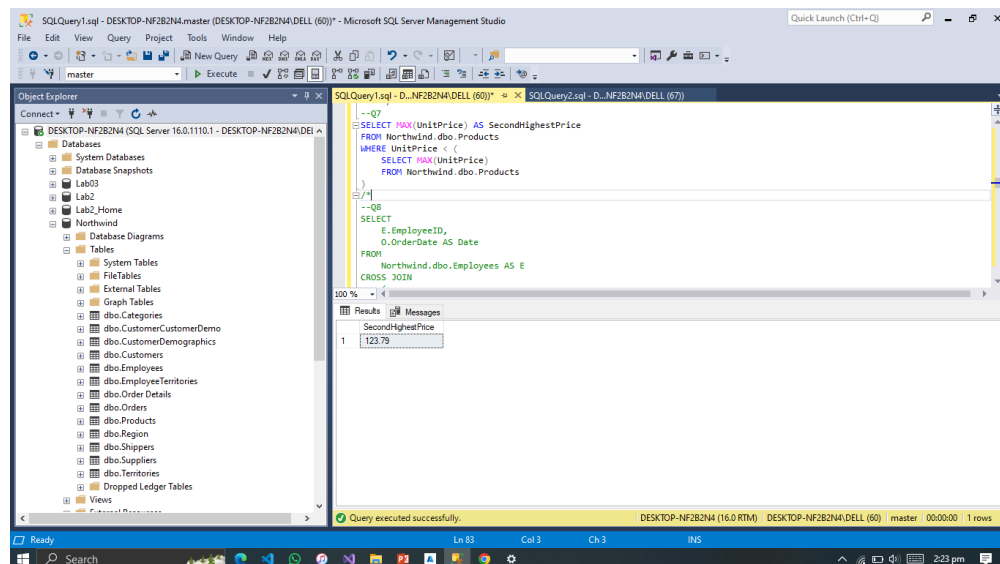 SQLQuery1.sql - DESKTOP-NF2B2N4.master (DESKTOP-NF2B2N4\DELL (60))* - Microsoft SQL Server Management Studio
Quick Launch (Ctrl+Q)
File Edit View Query Project Tools Window Help
New Query
master Execute
Object Explorer
Connect
DESKTOP-NF2B2N4 (SQL Server 16.0.1110.1 - DESKTOP-NF2B2N4\DEL
Databases
System Databases
Database Snapshots
Lab03
Lab2
Lab2_Home
Northwind
Database Diagrams
Tables
System Tables
FileTables
External Tables
Graph Tables
dbo.Categories
dbo.CustomerCustomerDemo
dbo.CustomerDemographics
dbo.Customers
dbo.Employees
dbo.EmployeeTerritories
dbo.Order Details
dbo.Orders
dbo.Products
dbo.Region
dbo.Shippers
dbo.Suppliers
dbo.Territories
Dropped Ledger Tables
Views
SQLQuery1.sql - D...NF2B2N4\DELL (60))* SQLQuery2.sql - D...NF2B2N4\DELL (67))
--Q7
SELECT MAX(UnitPrice) AS SecondHighestPrice
FROM Northwind.dbo.Products
WHERE UnitPrice < (
SELECT MAX(UnitPrice)
FROM Northwind.dbo.Products
)
/*
--Q8
SELECT
E.EmployeeID,
O.OrderDate AS Date
FROM
Northwind.dbo.Employees AS E
CROSS JOIN
100 %
Results Messages
SecondHighestPrice
1 123.79
Query executed successfully. DESKTOP-NF2B2N4 (16.0 RTM) DESKTOP-NF2B2N4\DELL (60) master 00:00:00 1 rows
Ready Ln 83 Col 3 Ch 3 INS
Search 2:23 pm